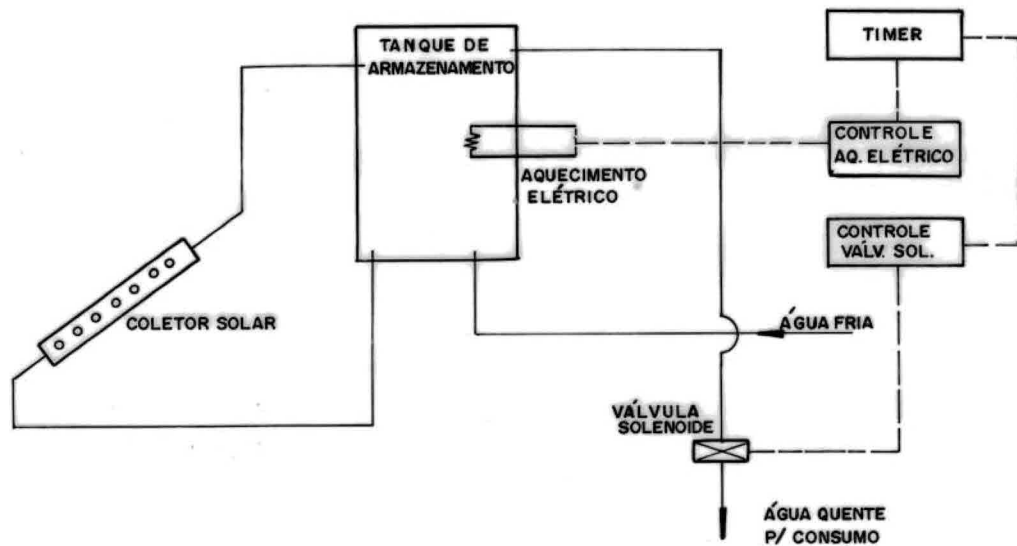 TANQUE DE
ARMAZENAMENTO
TIMER
CONTROLE
AQ. ELÉTRICO
AQUECIMENTO
ELÉTRICO
CONTROLE
VÁLV. SOL.
COLETOR SOLAR
ÁGUA FRIA
VÁLVULA
SOLENOIDE
ÁGUA QUENTE
P/ CONSUMO